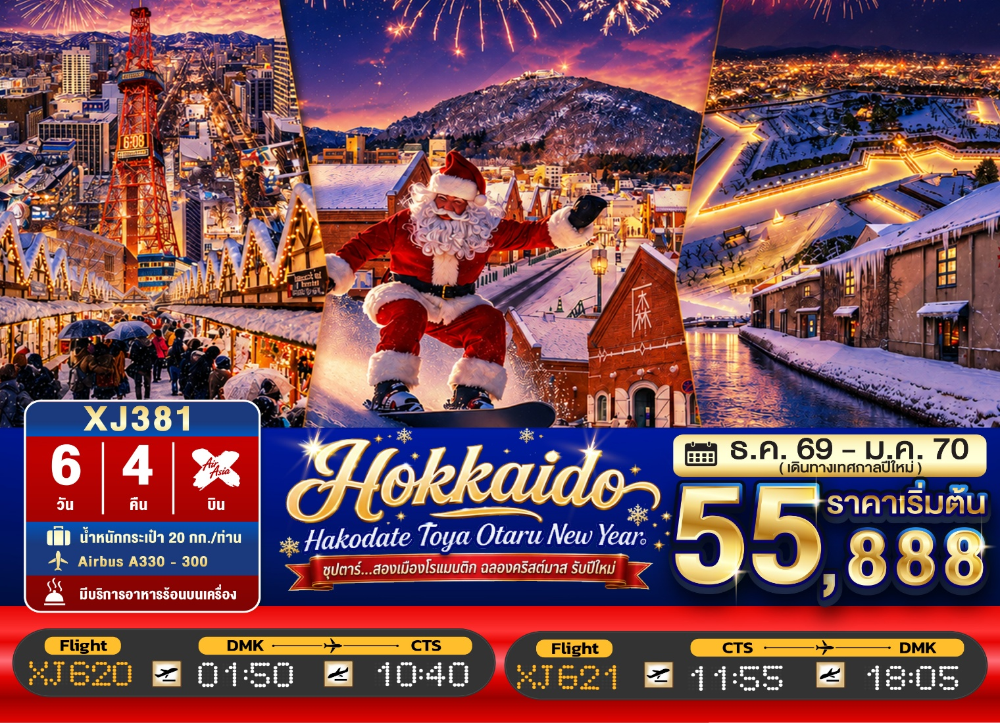 6:08
XJ381
6 วัน
4 คืน
Air Asia X บิน
น้ำหนักกระเป๋า 20 กก./ท่าน
Airbus A330 - 300
มีบริการอาหารร้อนบนเครื่อง
Hokkaido
Hakodate Toya Otaru New Year
ซุปตาร์...สองเมืองโรแมนติก ฉลองคริสต์มาส รับปีใหม่
ธ.ค. 69 – ม.ค. 70
( เดินทางเทศกาลปีใหม่ )
ราคาเริ่มต้น
55,888
Flight DMK CTS
XJ620 01:50 10:40
Flight CTS DMK
XJ621 11:55 18:05